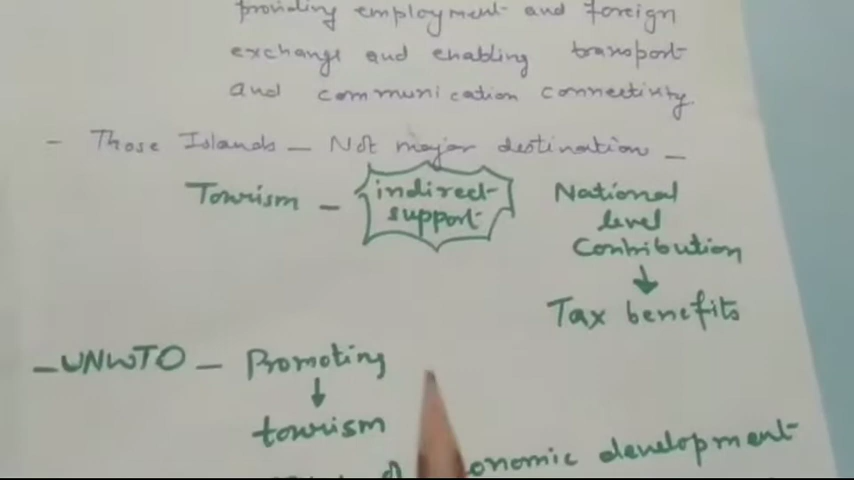 providing employment and foreign
exchange and enabling transport
and communication connectivity.
- Those Islands - Not major destination -
Tourism - indirect support
National level Contribution
↓
Tax benefits
- UNWTO - Promoting
↓
tourism
economic development